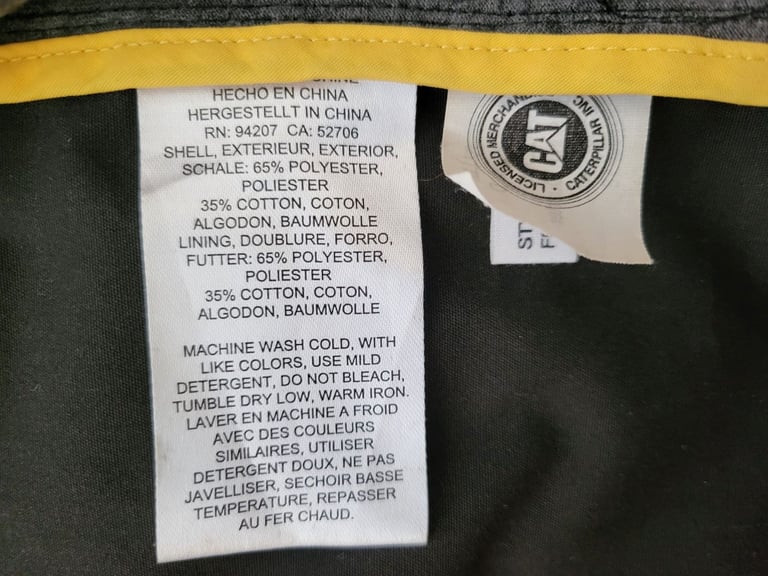 HECHO EN CHINA
HERGESTELLT IN CHINA
RN: 94207 CA: 52706
SHELL, EXTERIEUR, EXTERIOR,
SCHALE: 65% POLYESTER,
POLIESTER
35% COTTON, COTON,
ALGODON, BAUMWOLLE
LINING, DOUBLURE, FORRO,
FUTTER: 65% POLYESTER,
POLIESTER
35% COTTON, COTON,
ALGODON, BAUMWOLLE
MACHINE WASH COLD, WITH
LIKE COLORS, USE MILD
DETERGENT, DO NOT BLEACH,
TUMBLE DRY LOW, WARM IRON.
LAVER EN MACHINE A FROID
AVEC DES COULEURS
SIMILAIRES, UTILISER
DETERGENT DOUX, NE PAS
JAVELLISER, SECHOIR BASSE
TEMPERATURE, REPASSER
AU FER CHAUD.
CAT
LICENSED
CATERPILLAR INC